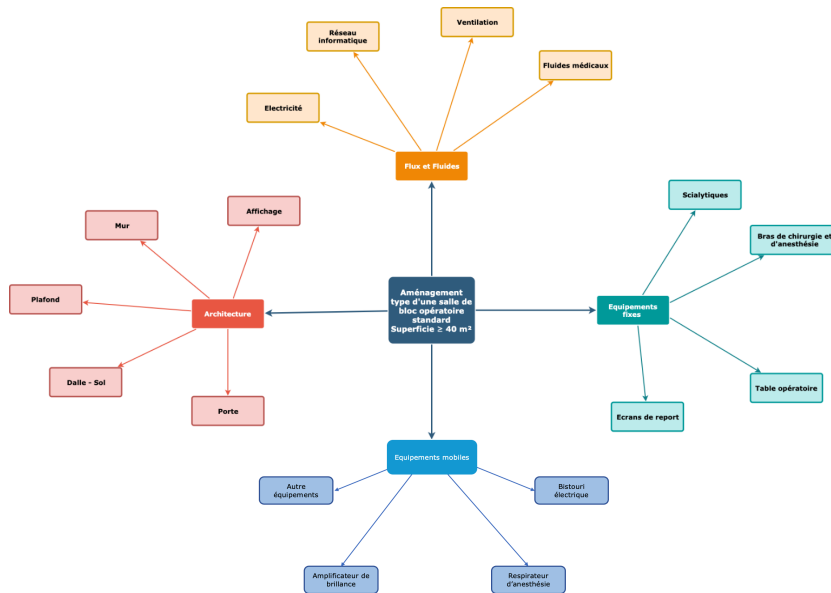 Réseau
informatique
Ventilation
Fluides médicaux
Electricité
Flux et Fluides
Scialytiques
Affichage
Mur
Bras de chirurgie et
d'anesthésie
Plafond
Aménagement
type d'une salle de
bloc opératoire
standard
Superficie ≥ 40 m²
Architecture
Equipements
fixes
Dalle - Sol
Porte
Table opératoire
Ecrans de report
Equipements mobiles
Autre
équipements
Bistouri
électrique
Amplificateur de
brillance
Respirateur
d'anesthésie